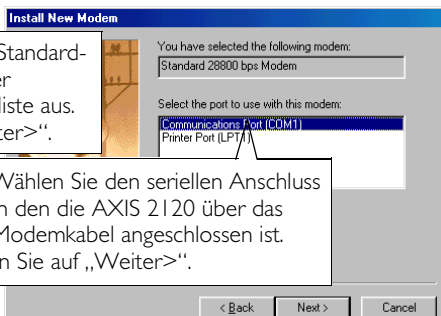 Install New Modem
Standard-
er
liste aus.
ter>“.
You have selected the following modem:
Standard 28800 bps Modem
Select the port to use with this modem:
Communications Port (COM1)
Printer Port (LPT1)
Wählen Sie den seriellen Anschluss
n den die AXIS 2120 über das
Modemkabel angeschlossen ist.
n Sie auf „Weiter>“.
< Back
Next >
Cancel